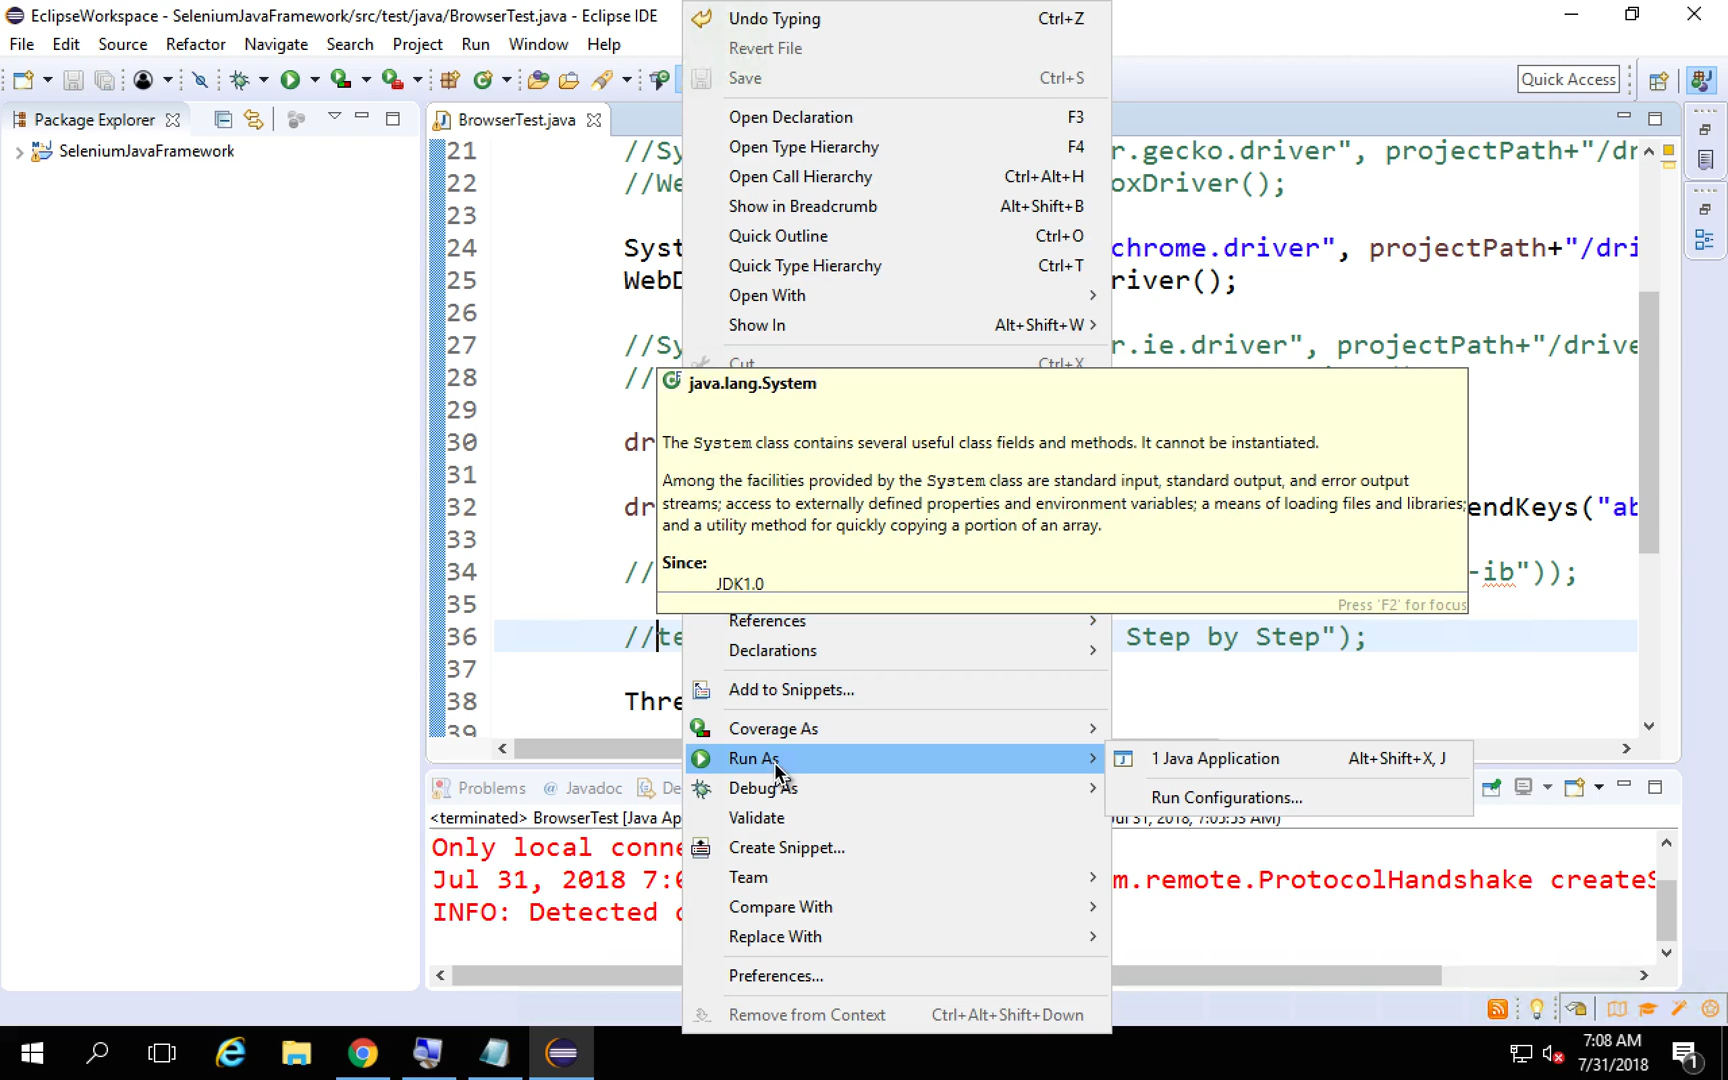 EclipseWorkspace - SeleniumJavaFramework/src/test/java/BrowserTest.java - Eclipse IDE
File Edit Source Refactor Navigate Search Project Run Window Help
Quick Access
Package Explorer
SeleniumJavaFramework
BrowserTest.java
Undo Typing Ctrl+Z
Revert File
Save Ctrl+S
Open Declaration F3
Open Type Hierarchy F4
Open Call Hierarchy Ctrl+Alt+H
Show in Breadcrumb Alt+Shift+B
Quick Outline Ctrl+O
Quick Type Hierarchy Ctrl+T
Open With
Show In Alt+Shift+W
Cut Ctrl+X
21 //Sy r.gecko.driver", projectPath+"/dr
22 //We oxDriver();
23
24 Syst chrome.driver", projectPath+"/dri
25 WebD river();
26
27 //Sy r.ie.driver", projectPath+"/drive
28 //
29
30 dr
31
32 dr endKeys("ab
33
34 // -ib"));
35
36 //te Step by Step");
37
38 Thre
39
java.lang.System
The System class contains several useful class fields and methods. It cannot be instantiated.
Among the facilities provided by the System class are standard input, standard output, and error output
streams; access to externally defined properties and environment variables; a means of loading files and libraries;
and a utility method for quickly copying a portion of an array.
Since:
JDK1.0
Press 'F2' for focus
References
Declarations
Add to Snippets...
Coverage As
Run As
Debug As
Validate
Create Snippet...
Team
Compare With
Replace With
Preferences...
Remove from Context Ctrl+Alt+Shift+Down
1 Java Application Alt+Shift+X, J
Run Configurations...
Problems @ Javadoc De
<terminated> BrowserTest [Java Ap Jul 31, 2018, 7:05:53 AM)
Only local conne
Jul 31, 2018 7:0 m.remote.ProtocolHandshake createS
INFO: Detected d
7:08 AM
7/31/2018
1